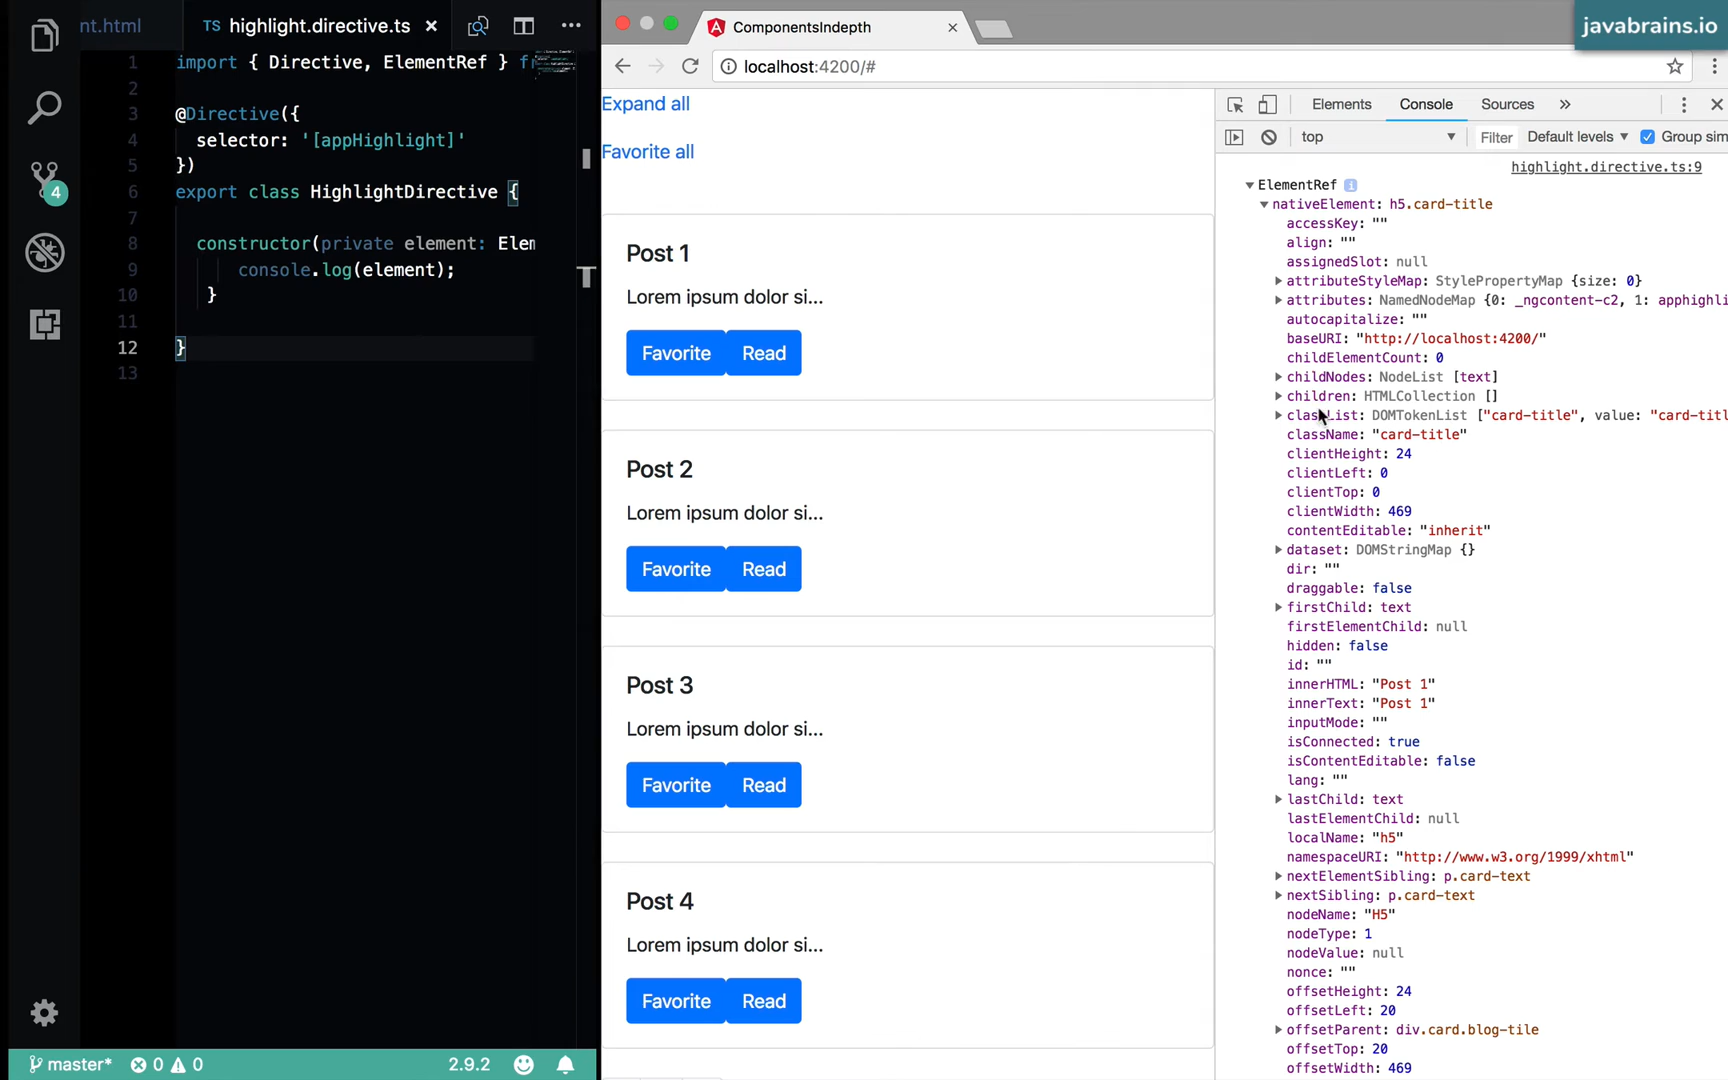 nt.html
TS highlight.directive.ts
1 import { Directive, ElementRef } fr
2
3 @Directive({
4 selector: '[appHighlight]'
5 })
6 export class HighlightDirective {
7
8 constructor(private element: Elem
9 console.log(element);
10 }
11
12 }
13
4
master* 0 0 2.9.2
ComponentsIndepth
javabrains.io
localhost:4200/#
Expand all
Favorite all
Post 1
Lorem ipsum dolor si...
Favorite Read
Post 2
Lorem ipsum dolor si...
Favorite Read
Post 3
Lorem ipsum dolor si...
Favorite Read
Post 4
Lorem ipsum dolor si...
Favorite Read
Elements Console Sources »
top Filter Default levels Group sim
highlight.directive.ts:9
ElementRef i
nativeElement: h5.card-title
accessKey: ""
align: ""
assignedSlot: null
attributeStyleMap: StylePropertyMap {size: 0}
attributes: NamedNodeMap {0: _ngcontent-c2, 1: apphighli
autocapitalize: ""
baseURI: "http://localhost:4200/"
childElementCount: 0
childNodes: NodeList [text]
children: HTMLCollection []
classList: DOMTokenList ["card-title", value: "card-titl
className: "card-title"
clientHeight: 24
clientLeft: 0
clientTop: 0
clientWidth: 469
contentEditable: "inherit"
dataset: DOMStringMap {}
dir: ""
draggable: false
firstChild: text
firstElementChild: null
hidden: false
id: ""
innerHTML: "Post 1"
innerText: "Post 1"
inputMode: ""
isConnected: true
isContentEditable: false
lang: ""
lastChild: text
lastElementChild: null
localName: "h5"
namespaceURI: "http://www.w3.org/1999/xhtml"
nextElementSibling: p.card-text
nextSibling: p.card-text
nodeName: "H5"
nodeType: 1
nodeValue: null
nonce: ""
offsetHeight: 24
offsetLeft: 20
offsetParent: div.card.blog-tile
offsetTop: 20
offsetWidth: 469